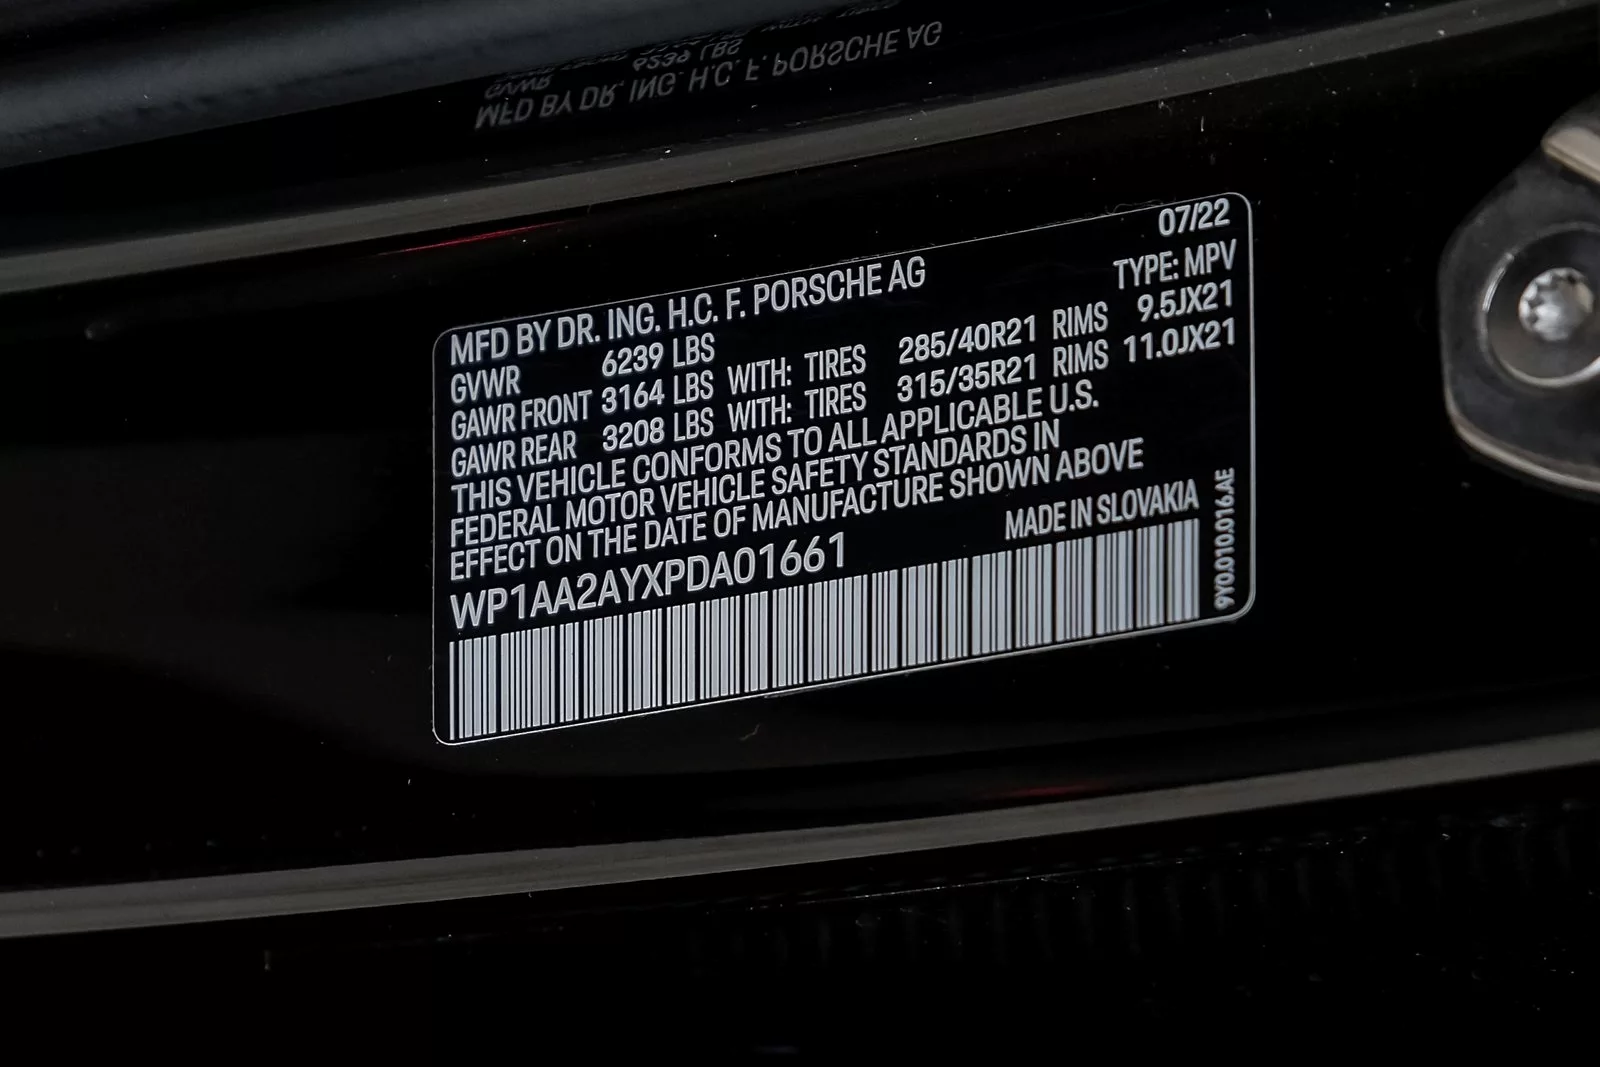 MFD BY DR. ING. H.C. F. PORSCHE AG
6239 LBS
GVWR
07/22
MFD BY DR. ING. H.C. F. PORSCHE AG
TYPE: MPV
GVWR 6239 LBS
GAWR FRONT 3164 LBS WITH: TIRES 285/40R21 RIMS 9.5JX21
GAWR REAR 3208 LBS WITH: TIRES 315/35R21 RIMS 11.0JX21
THIS VEHICLE CONFORMS TO ALL APPLICABLE U.S.
FEDERAL MOTOR VEHICLE SAFETY STANDARDS IN
EFFECT ON THE DATE OF MANUFACTURE SHOWN ABOVE
MADE IN SLOVAKIA
WP1AA2AYXPDA01661
9Y0.010.016.AE